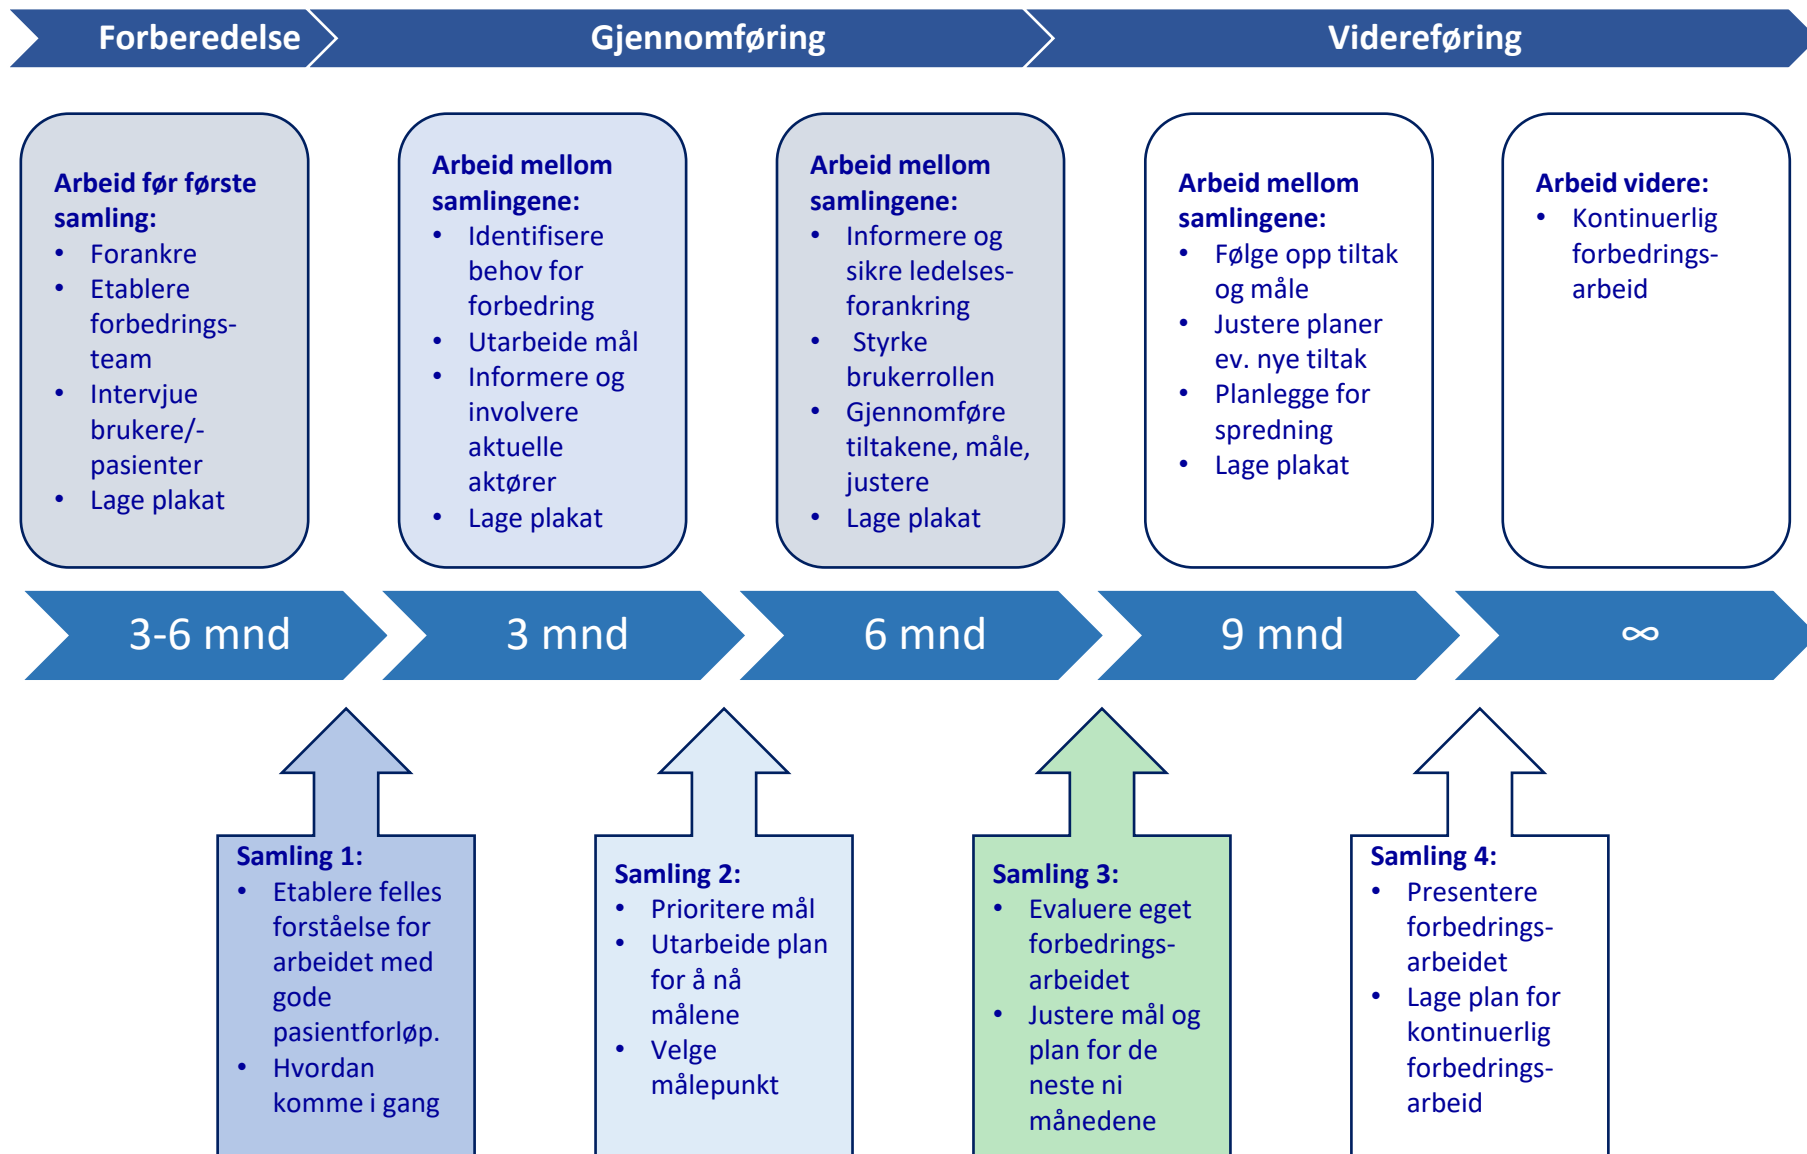 Forberedelse
Gjennomføring
Videreføring
Arbeid før første
samling:
• Forankre
• Etablere
forbedrings-
team
• Intervjue
brukere/-
pasienter
• Lage plakat
Arbeid mellom
samlingene:
• Identifisere
behov for
forbedring
• Utarbeide mål
• Informere og
involvere
aktuelle
aktører
• Lage plakat
Arbeid mellom
samlingene:
• Informere og
sikre ledelses-
forankring
• Styrke
brukerrollen
• Gjennomføre
tiltakene, måle,
justere
• Lage plakat
Arbeid mellom
samlingene:
• Følge opp tiltak
og måle
• Justere planer
ev. nye tiltak
• Planlegge for
spredning
• Lage plakat
Arbeid videre:
• Kontinuerlig
forbedrings-
arbeid
3-6 mnd
3 mnd
6 mnd
9 mnd
∞
Samling 1:
• Etablere felles
forståelse for
arbeidet med
gode
pasientforløp.
• Hvordan
komme i gang
Samling 2:
• Prioritere mål
• Utarbeide plan
for å nå
målene
• Velge
målepunkt
Samling 3:
• Evaluere eget
forbedrings-
arbeidet
• Justere mål og
plan for de
neste ni
månedene
Samling 4:
• Presentere
forbedrings-
arbeidet
• Lage plan for
kontinuerlig
forbedrings-
arbeid